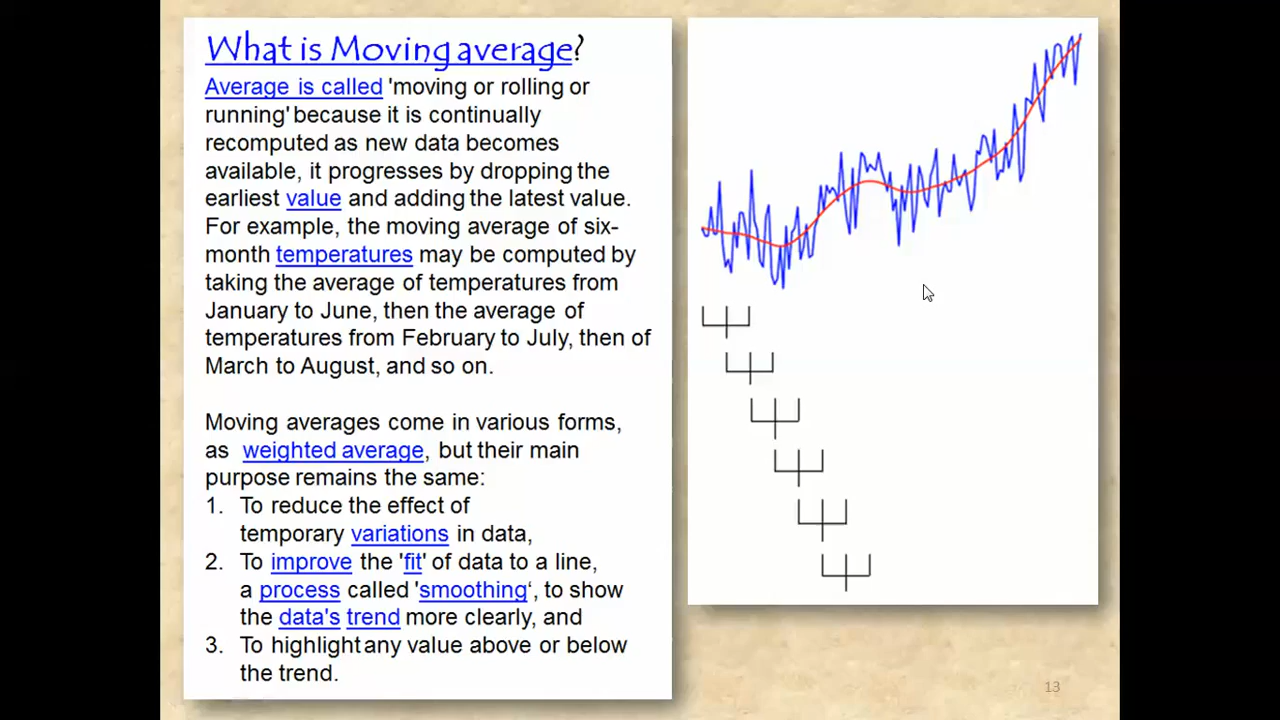 What is Moving average?
Average is called 'moving or rolling or
running' because it is continually
recomputed as new data becomes
available, it progresses by dropping the
earliest value and adding the latest value.
For example, the moving average of six-
month temperatures may be computed by
taking the average of temperatures from
January to June, then the average of
temperatures from February to July, then of
March to August, and so on.
Moving averages come in various forms,
as weighted average, but their main
purpose remains the same:
1. To reduce the effect of
temporary variations in data,
2. To improve the 'fit' of data to a line,
a process called 'smoothing‘, to show
the data's trend more clearly, and
3. To highlight any value above or below
the trend.
13